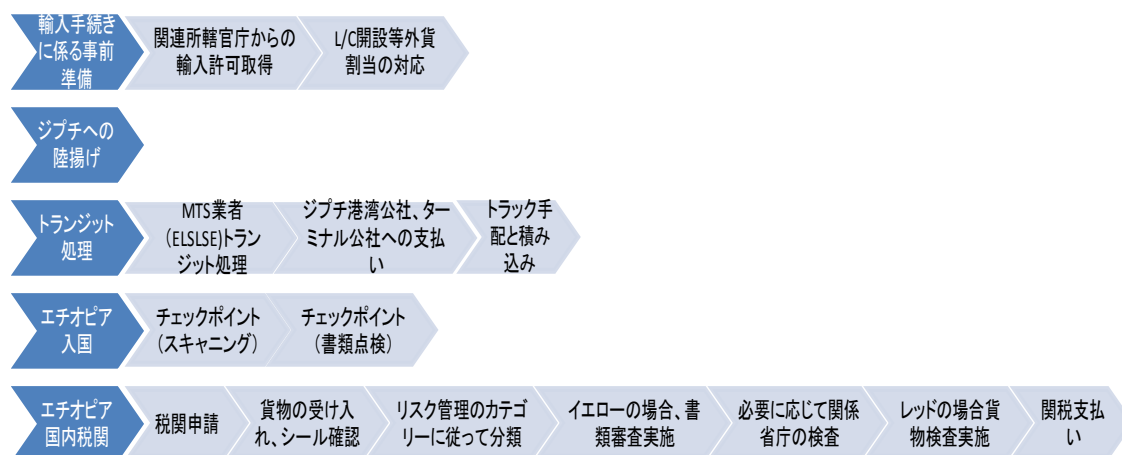 輸入手続き
に係る事前
準備
関連所轄官庁からの
輸入許可取得
L/C開設等外貨
割当の対応
ジプチへの
陸揚げ
トランジット
処理
MTS業者
(ELSLSE)トラン
ジット処理
ジプチ港湾公社、ター
ミナル公社への支払
い
トラック手
配と積み
込み
エチオピア
入国
チェックポイント
(スキャニング)
チェックポイント
(書類点検)
エチオピア
国内税関
税関申請
貨物の受け入
れ、シール確認
リスク管理のカテゴ
リーに従って分類
イエローの場合、書
類審査実施
必要に応じて関係
省庁の検査
レッドの場合貨
物検査実施
関税支払
い